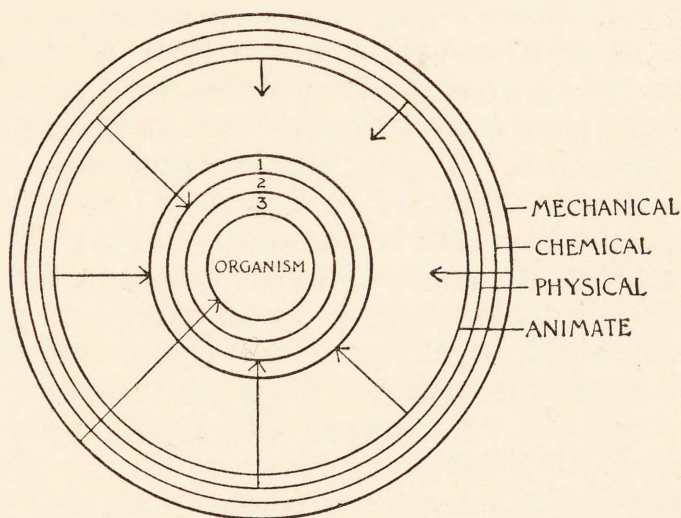 1
2
3
ORGANISM
MECHANICAL
CHEMICAL
PHYSICAL
ANIMATE